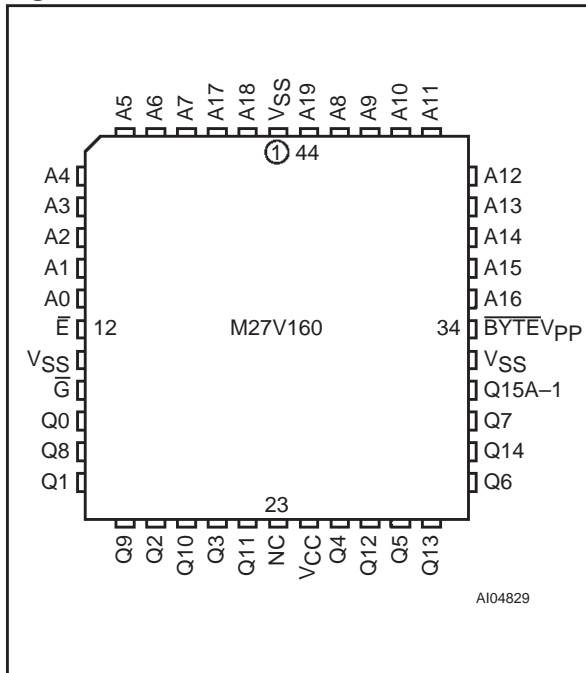 A5 A6 A7 A17 A18 VSS A19 A8 A9 A10 A11
1 44
A4 A12
A3 A13
A2 A14
A1 A15
A0 A16
E̅ 12 M27V160 34 B̅Y̅T̅E̅VPP
VSS VSS
G̅ Q15A–1
Q0 Q7
Q8 Q14
Q1 Q6
23
Q9 Q2 Q10 Q3 Q11 NC VCC Q4 Q12 Q5 Q13
AI04829